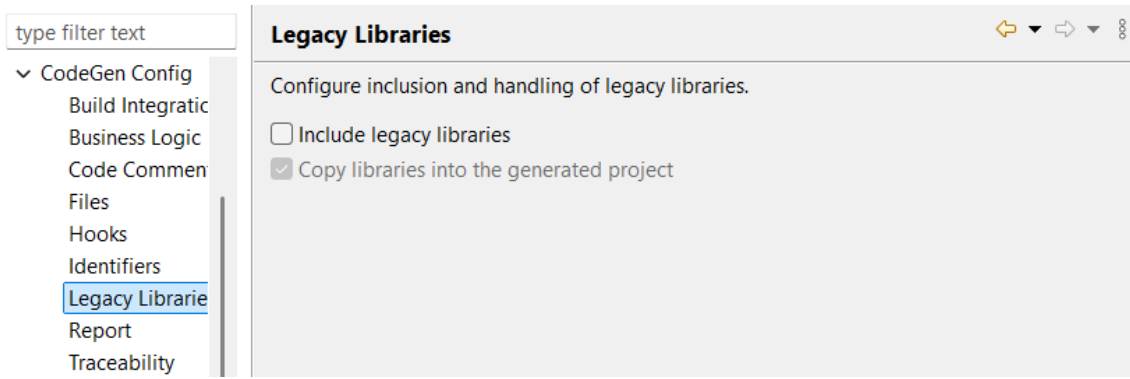 type filter text
CodeGen Config
Build Integratic
Business Logic
Code Commen
Files
Hooks
Identifiers
Legacy Librarie
Report
Traceability
Legacy Libraries
Configure inclusion and handling of legacy libraries.
Include legacy libraries
Copy libraries into the generated project